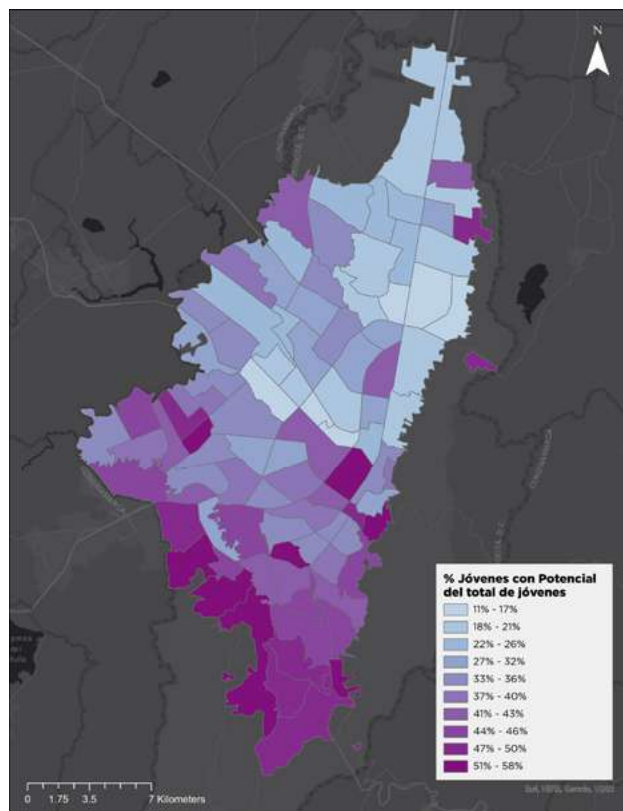 N
% Jóvenes con Potencial
del total de jóvenes
11% - 17%
18% - 21%
22% - 26%
27% - 32%
33% - 36%
37% - 40%
41% - 43%
44% - 46%
47% - 50%
51% - 58%
0 1.75 3.5 7 Kilometers